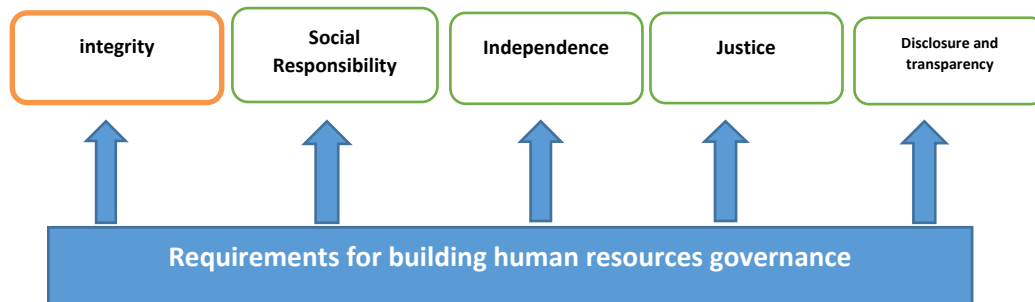 integrity
Social
Responsibility
Independence
Justice
Disclosure and
transparency
Requirements for building human resources governance